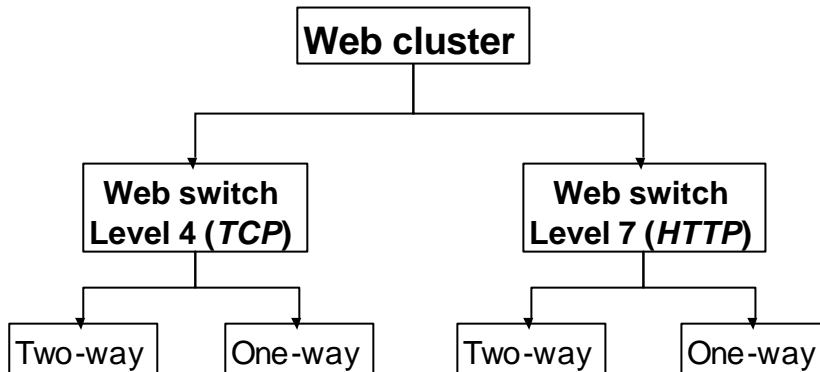 Web cluster
Web switch
Level 4 (TCP)
Web switch
Level 7 (HTTP)
Two-way
One-way
Two-way
One-way